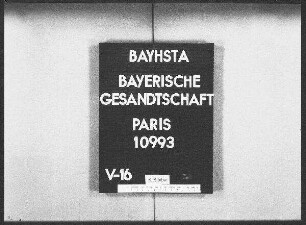 BAYHSTA
BAYERISCHE
GESANDTSCHAFT
PARIS
10993
V-16